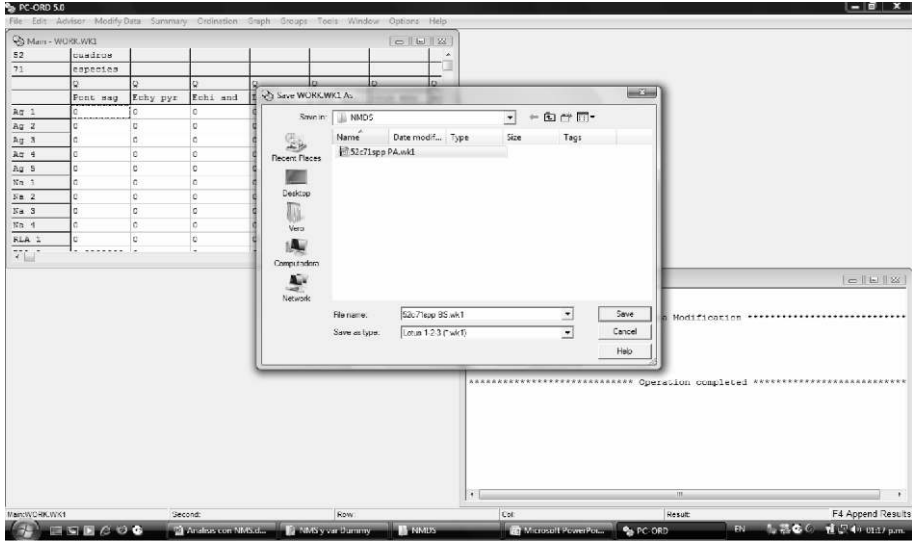 PC-ORD 5.0
File Edit Advisor Modify Data Summary Ordination Graph Groups Tools Window Options Help
Main - WORK.WK1
52 cuadros
71 especies
Q Q Q
Pont sag Echy pyr Echi and
Ag 1 0 0 0
Ag 2 0 0 0
Ag 3 0 0 0
Ag 4 0 0 0
Ag 5 0 0 0
Na 1 0 0 0
Na 2 0 0 0
Na 3 0 0 0
Na 4 0 0 0
RLA 1 0 0 0
Save WORK.WK1 As
Save in: NMDS
Name Date modif... Type Size Tags
52c71spp PA.wk1
Recent Places
Desktop
Vero
Computadora
Network
File name: 52c71spp BS.wk1 Save
Save as type: Lotus 1-2-3 (*.wk1) Cancel
Help
Modification ****************************
**************************** Operation completed ***************************
Main:WORK.WK1 Second: Row: Col: Result: F4 Append Results
Analisis con NMS.d... NMS y var Dummy NMDS Microsoft PowerPoi... PC-ORD EN 01:17 p.m.